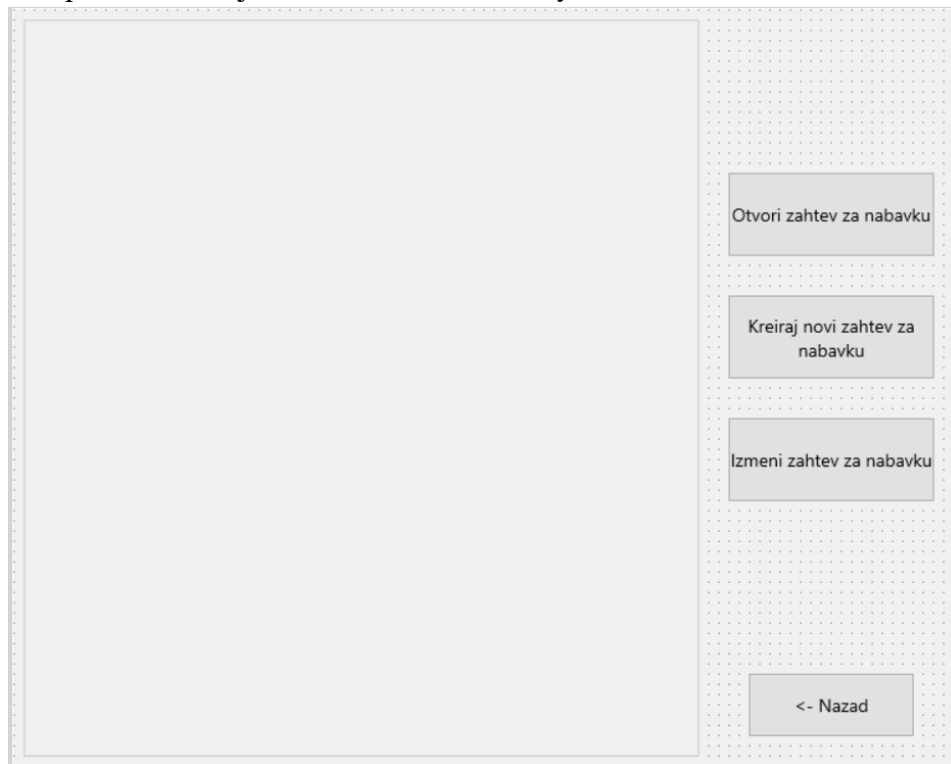 Otvori zahtev za nabavku
Kreiraj novi zahtev za
nabavku
Izmeni zahtev za nabavku
<- Nazad